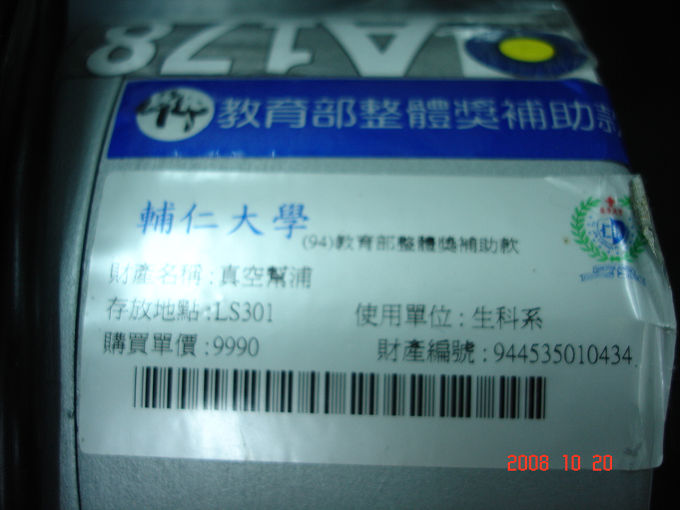 A178
教育部整體獎補助款
輔仁大學
(94)教育部整體獎補助款
財產名稱:真空幫浦
存放地點:LS301 使用單位:生科系
購買單價:9990 財產編號:944535010434
2008 10 20